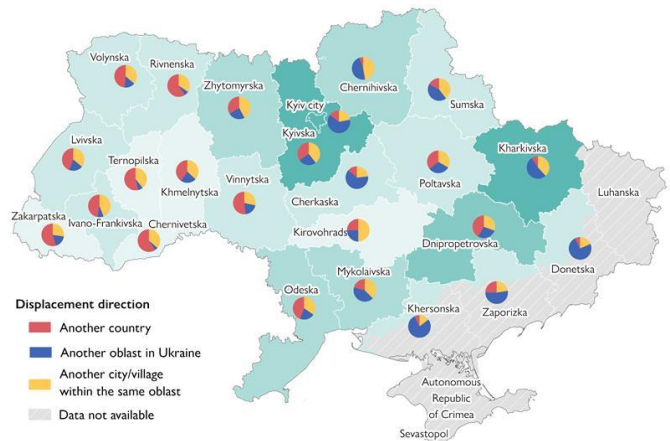 Volynska
Rivnenska
Zhytomyrska
Kyiv city
Chernihivska
Sumska
Lvivska
Ternopilska
Khmelnytska
Kyivska
Kharkivska
Luhanska
Vinnytska
Cherkaska
Poltavska
Zakarpatska
Ivano-Frankivska
Chernivetska
Kirovohrads
Dnipropetrovska
Donetska
Odeska
Mykolaivska
Khersonska
Zaporizka
Displacement direction
Another country
Another oblast in Ukraine
Another city/village
within the same oblast
Data not available
Autonomous
Republic
of Crimea
Sevastopol